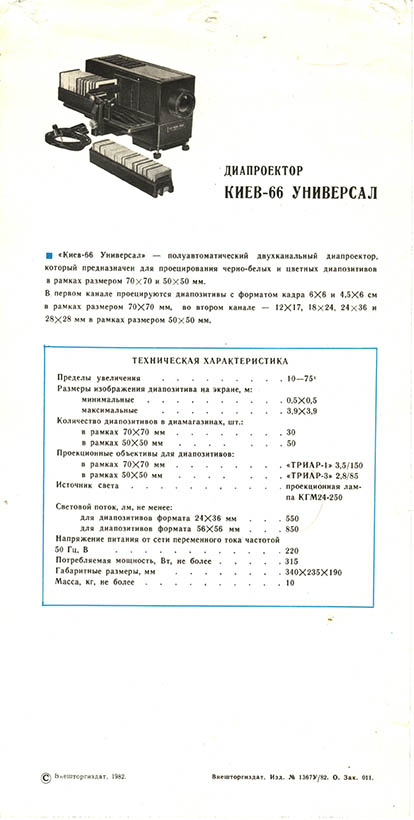 ДИАПРОЕКТОР
КИЕВ-66 УНИВЕРСАЛ
«Киев-66 Универсал» — полуавтоматический двухканальный диапроектор,
который предназначен для проецирования черно-белых и цветных диапозитивов
в рамках размером 70×70 и 50×50 мм.
В первом канале проецируются диапозитивы с форматом кадра 6×6 и 4,5×6 см
в рамках размером 70×70 мм, во втором канале — 12×17, 18×24, 24×36 и
28×28 мм в рамках размером 50×50 мм.
ТЕХНИЧЕСКАЯ ХАРАКТЕРИСТИКА
Пределы увеличения . . . . . . . . 10—75ˣ
Размеры изображения диапозитива на экране, м:
минимальные . . . . . . . . 0,5×0,5
максимальные . . . . . . . . 3,9×3,9
Количество диапозитивов в диамагазинах, шт.:
в рамках 70×70 мм . . . . . . . 30
в рамках 50×50 мм . . . . . . . 50
Проекционные объективы для диапозитивов:
в рамках 70×70 мм . . . . . . . «ТРИАР-1» 3,5/150
в рамках 50×50 мм . . . . . . . «ТРИАР-3» 2,8/85
Источник света . . . . . . . . проекционная лам-
па КГМ24-250
Световой поток, лм, не менее:
для диапозитивов формата 24×36 мм . . . 550
для диапозитивов формата 56×56 мм . . . 850
Напряжение питания от сети переменного тока частотой
50 Гц, В . . . . . . . . . 220
Потребляемая мощность, Вт, не более . . . . . 315
Габаритные размеры, мм . . . . . . . 340×235×190
Масса, кг, не более . . . . . . . . 10
© Внешторгиздат, 1982.
Внешторгиздат. Изд. № 1367У/82. О. Зак. 011.